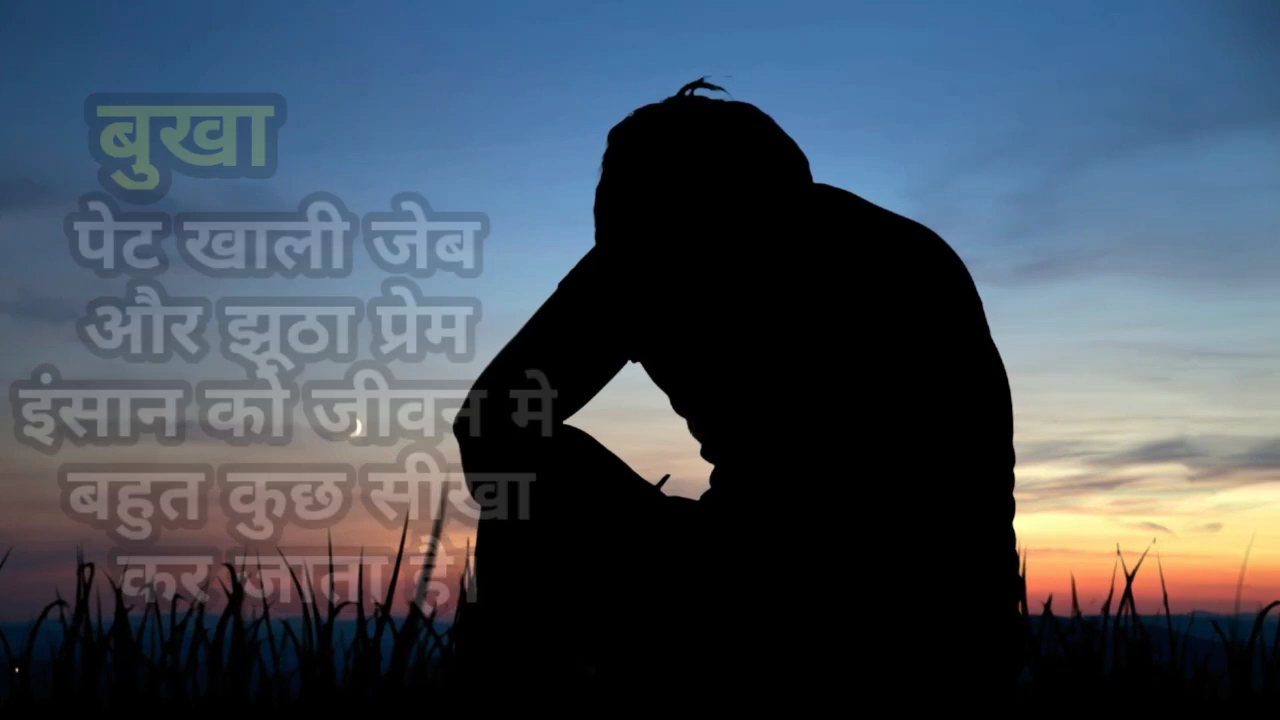 बुखा
पेट खाली जेब
और झूठा प्रेम
इंसान को जीवन मे
बहुत कुछ सीखा
कर जाता है